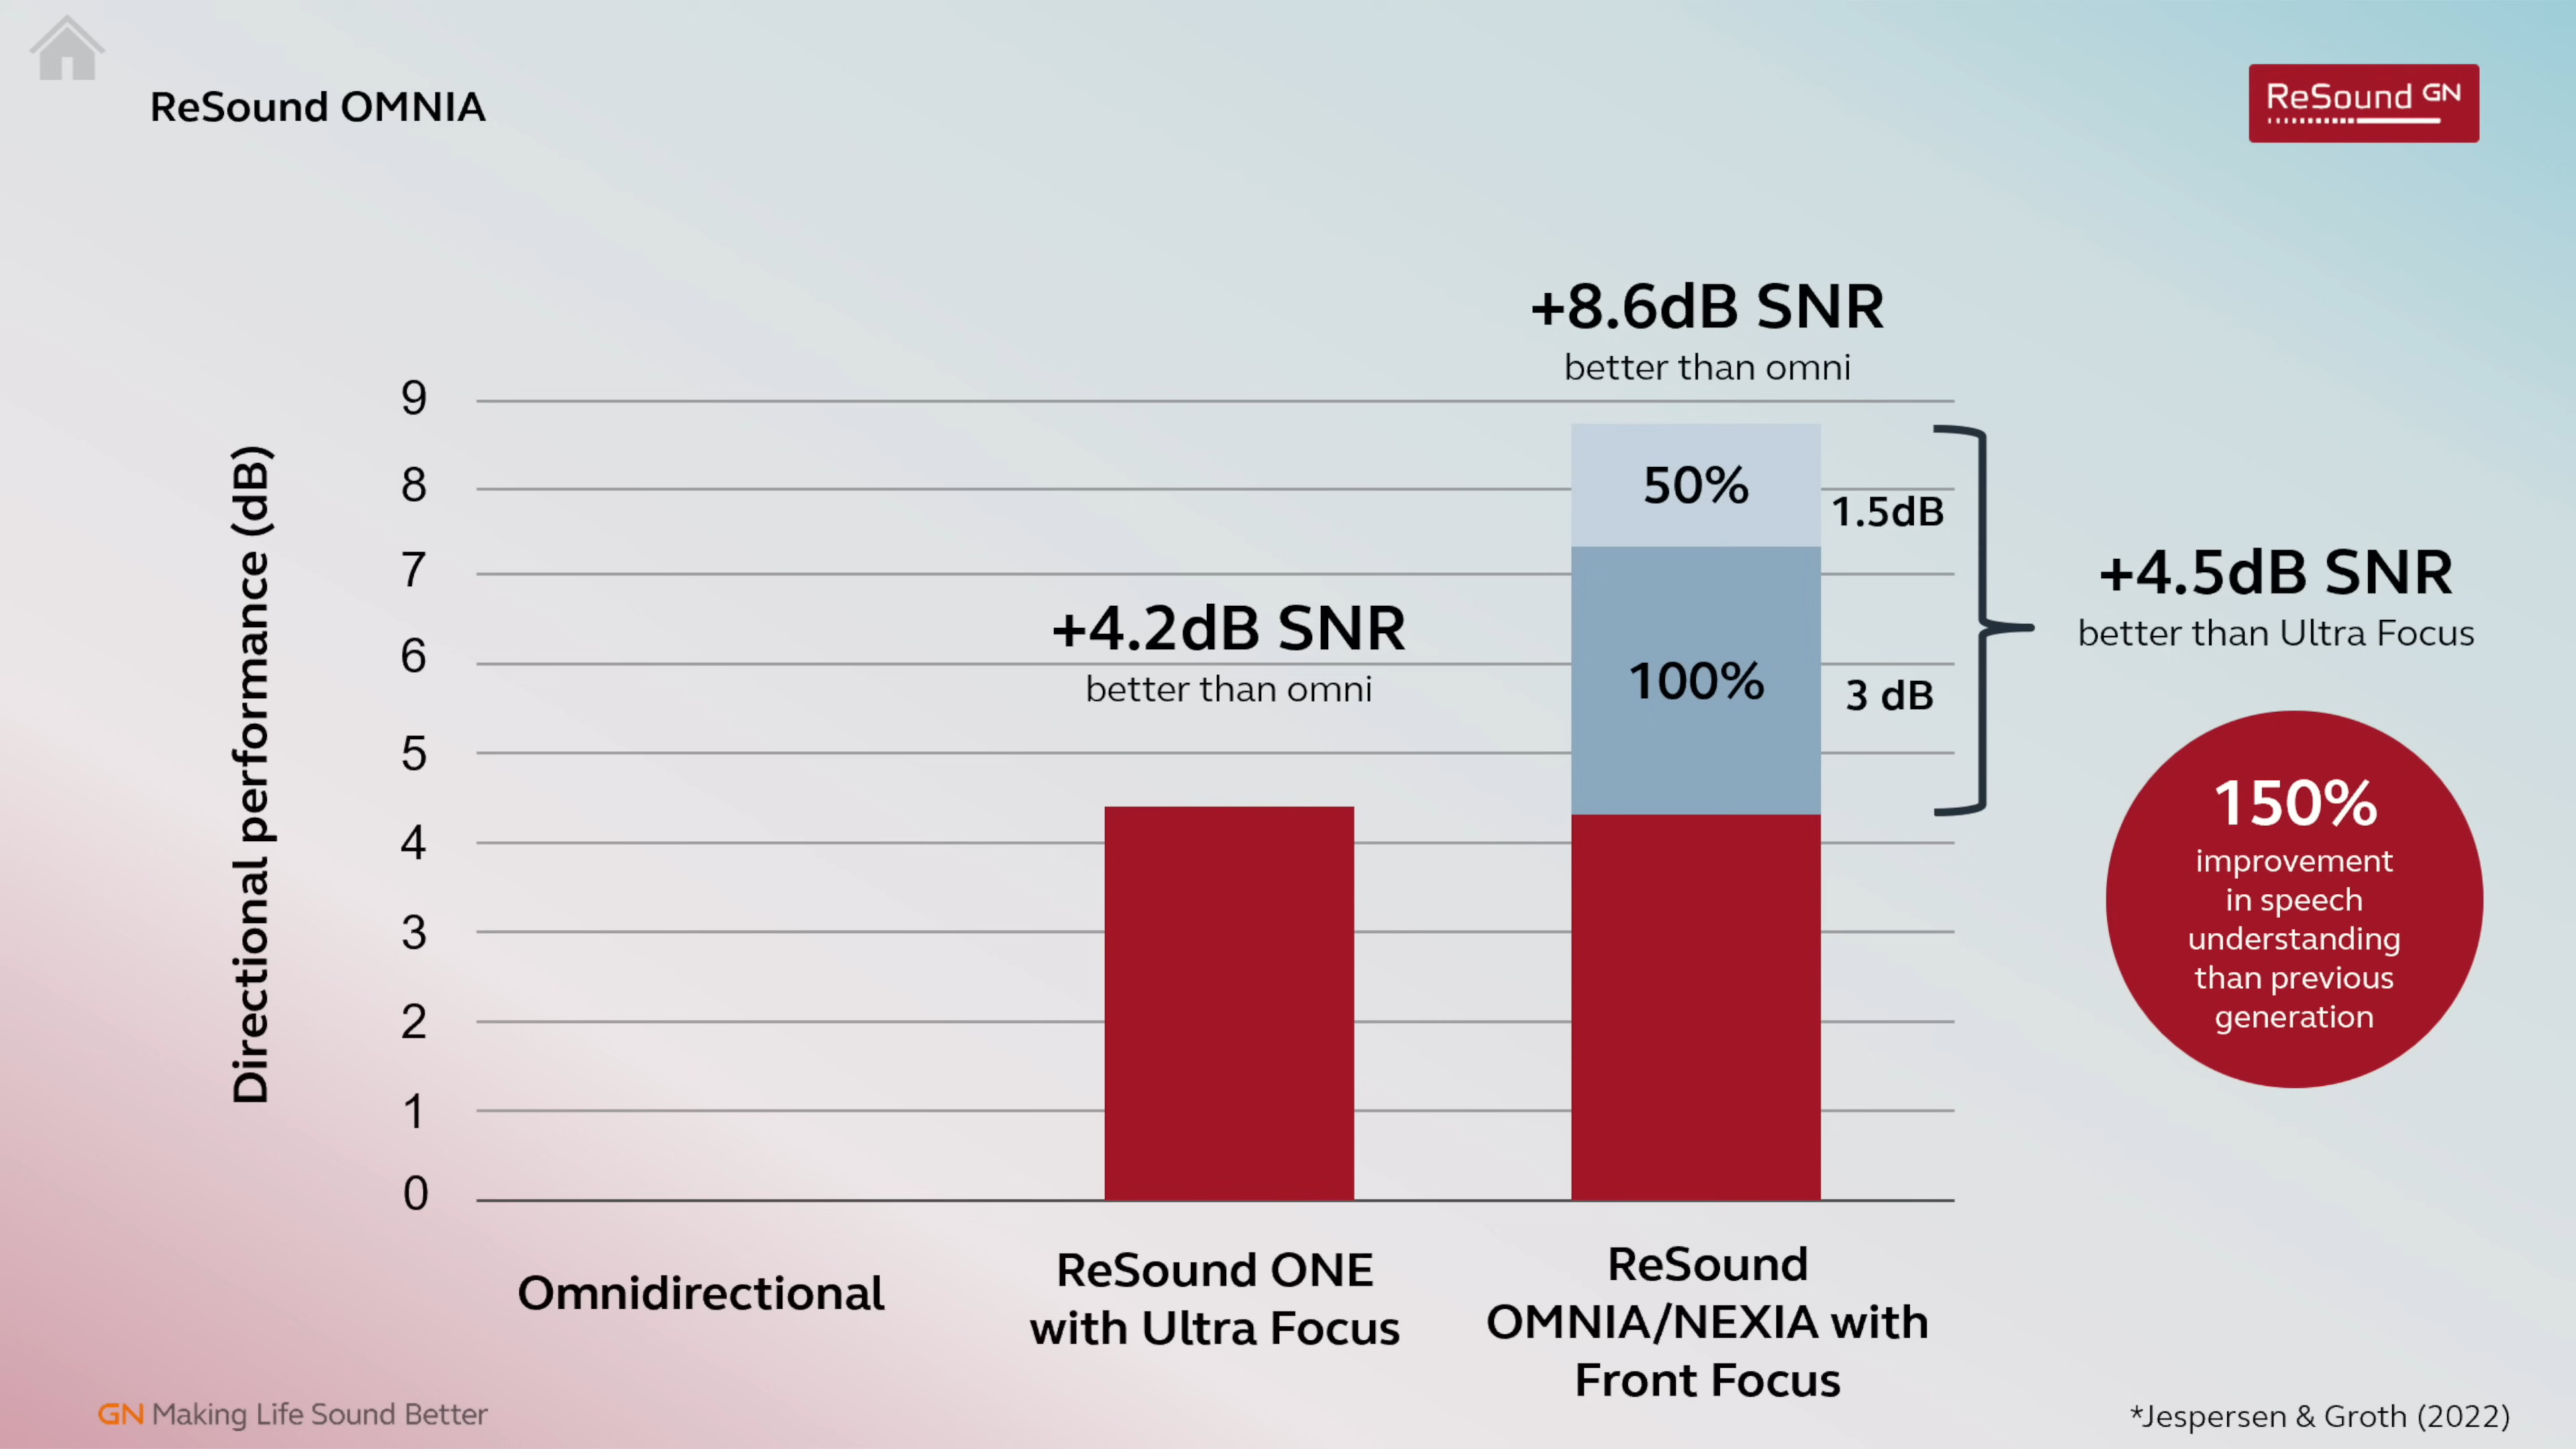 ReSound OMNIA
ReSound GN
+8.6dB SNR
better than omni
9
8
7
6
5
4
3
2
1
0
Directional performance (dB)
50%
1.5dB
100%
3 dB
+4.2dB SNR
better than omni
+4.5dB SNR
better than Ultra Focus
150%
improvement
in speech
understanding
than previous
generation
Omnidirectional
ReSound ONE
with Ultra Focus
ReSound
OMNIA/NEXIA with
Front Focus
GN Making Life Sound Better
*Jespersen & Groth (2022)